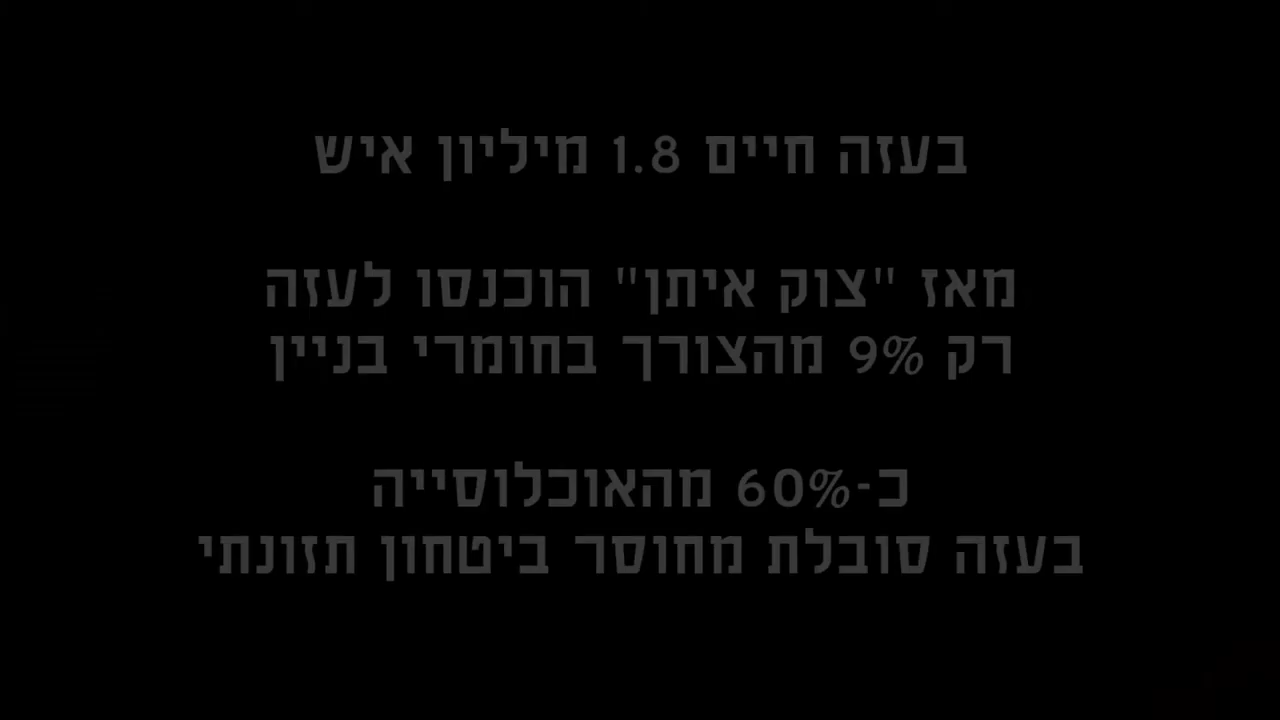 בעזה חיים 1.8 מיליון איש
מאז "צוק איתן" הוכנסו לעזה
רק 9% מהצורך בחומרי בניין
כ-60% מהאוכלוסייה
בעזה סובלת מחוסר ביטחון תזונתי